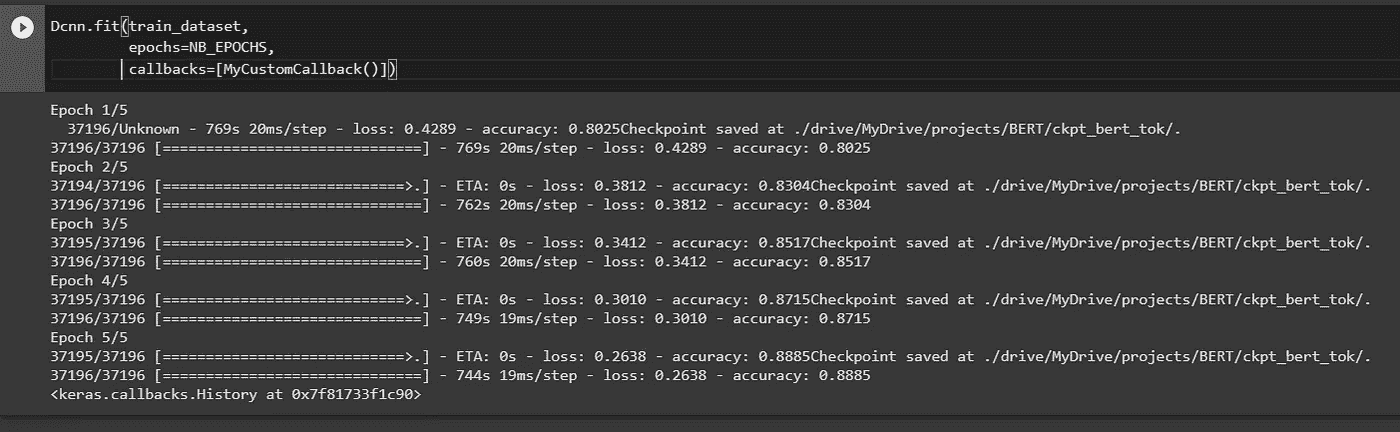 Dcnn.fit(train_dataset,
epochs=NB_EPOCHS,
callbacks=[MyCustomCallback()])
Epoch 1/5
37196/Unknown - 769s 20ms/step - loss: 0.4289 - accuracy: 0.8025Checkpoint saved at ./drive/MyDrive/projects/BERT/ckpt_bert_tok/.
37196/37196 [==============================] - 769s 20ms/step - loss: 0.4289 - accuracy: 0.8025
Epoch 2/5
37194/37196 [============================>.] - ETA: 0s - loss: 0.3812 - accuracy: 0.8304Checkpoint saved at ./drive/MyDrive/projects/BERT/ckpt_bert_tok/.
37196/37196 [==============================] - 762s 20ms/step - loss: 0.3812 - accuracy: 0.8304
Epoch 3/5
37195/37196 [============================>.] - ETA: 0s - loss: 0.3412 - accuracy: 0.8517Checkpoint saved at ./drive/MyDrive/projects/BERT/ckpt_bert_tok/.
37196/37196 [==============================] - 760s 20ms/step - loss: 0.3412 - accuracy: 0.8517
Epoch 4/5
37195/37196 [============================>.] - ETA: 0s - loss: 0.3010 - accuracy: 0.8715Checkpoint saved at ./drive/MyDrive/projects/BERT/ckpt_bert_tok/.
37196/37196 [==============================] - 749s 19ms/step - loss: 0.3010 - accuracy: 0.8715
Epoch 5/5
37195/37196 [============================>.] - ETA: 0s - loss: 0.2638 - accuracy: 0.8885Checkpoint saved at ./drive/MyDrive/projects/BERT/ckpt_bert_tok/.
37196/37196 [==============================] - 744s 19ms/step - loss: 0.2638 - accuracy: 0.8885
<keras.callbacks.History at 0x7f81733f1c90>